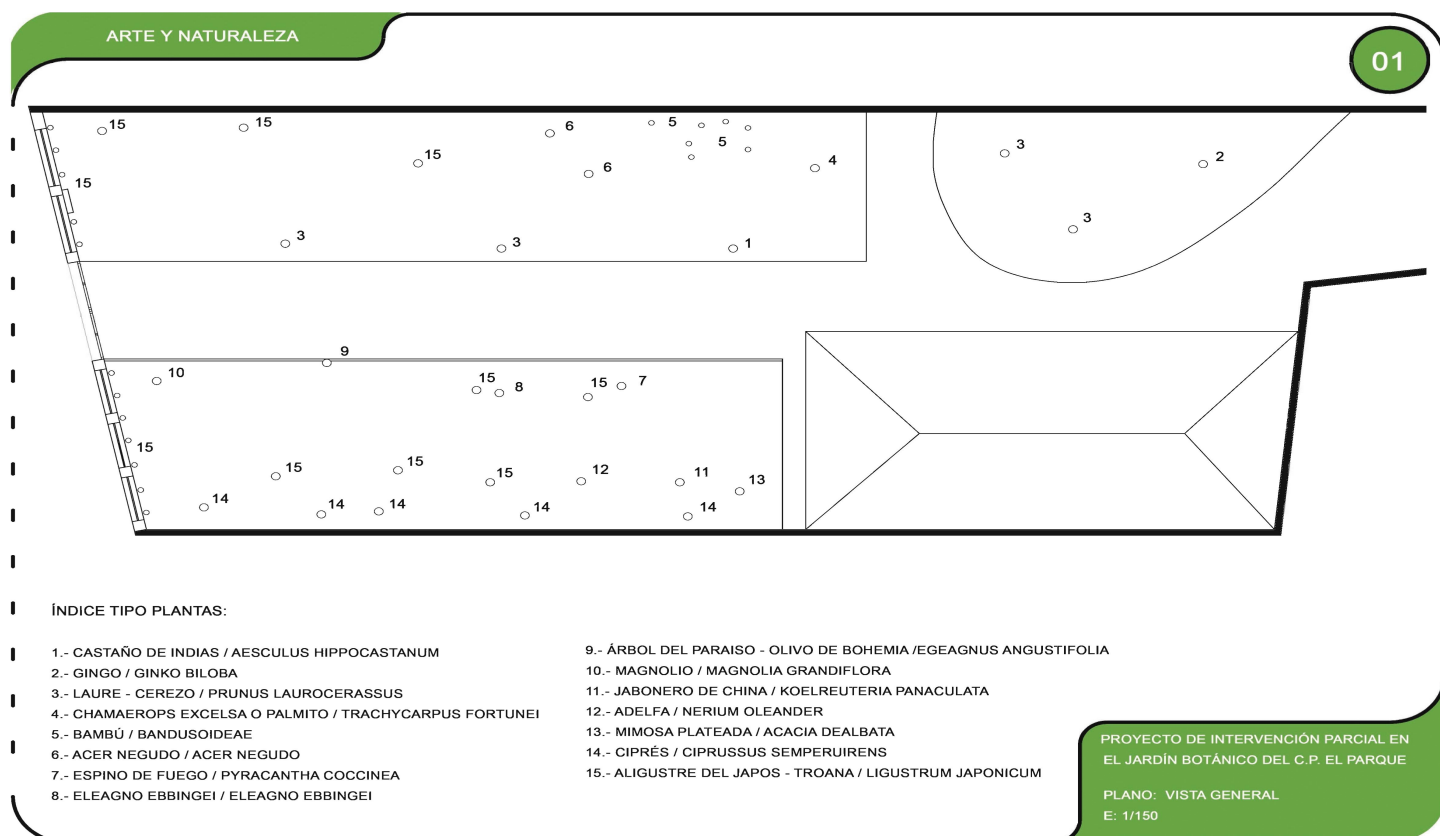 ARTE Y NATURALEZA
01
15
15
15
6
6
5
5
4
3
2
3
15
3
3
1
9
10
15
8
15
7
15
15
15
15
12
11
13
14
14
14
14
14
ÍNDICE TIPO PLANTAS:
1.- CASTAÑO DE INDIAS / AESCULUS HIPPOCASTANUM
2.- GINGO / GINKO BILOBA
3.- LAURE - CEREZO / PRUNUS LAUROCERASSUS
4.- CHAMAEROPS EXCELSA O PALMITO / TRACHYCARPUS FORTUNEI
5.- BAMBÚ / BANDUSOIDEAE
6.- ACER NEGUDO / ACER NEGUDO
7.- ESPINO DE FUEGO / PYRACANTHA COCCINEA
8.- ELEAGNO EBBINGEI / ELEAGNO EBBINGEI
9.- ÁRBOL DEL PARAISO - OLIVO DE BOHEMIA /EGEAGNUS ANGUSTIFOLIA
10.- MAGNOLIO / MAGNOLIA GRANDIFLORA
11.- JABONERO DE CHINA / KOELREUTERIA PANACULATA
12.- ADELFA / NERIUM OLEANDER
13.- MIMOSA PLATEADA / ACACIA DEALBATA
14.- CIPRÉS / CIPRUSSUS SEMPERUIRENS
15.- ALIGUSTRE DEL JAPOS - TROANA / LIGUSTRUM JAPONICUM
PROYECTO DE INTERVENCIÓN PARCIAL EN
EL JARDÍN BOTÁNICO DEL C.P. EL PARQUE
PLANO: VISTA GENERAL
E: 1/150